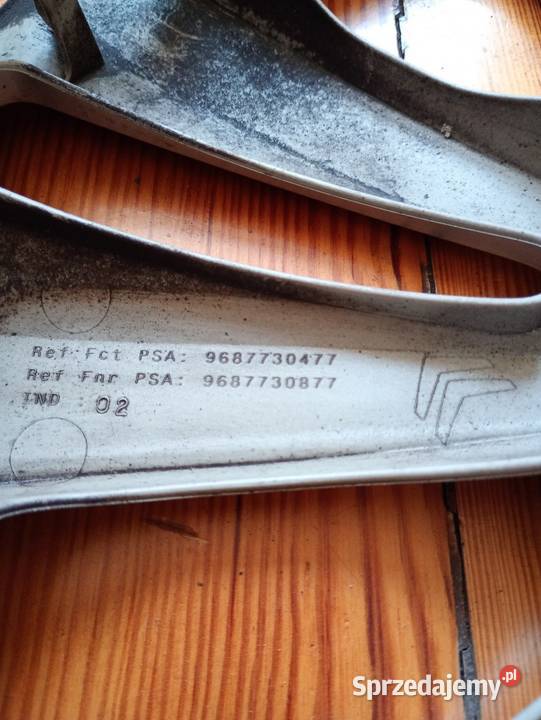 Ref Fct PSA: 9687730477
Ref Fnr PSA: 9687730877
IND 02
Sprzedajemy.pl